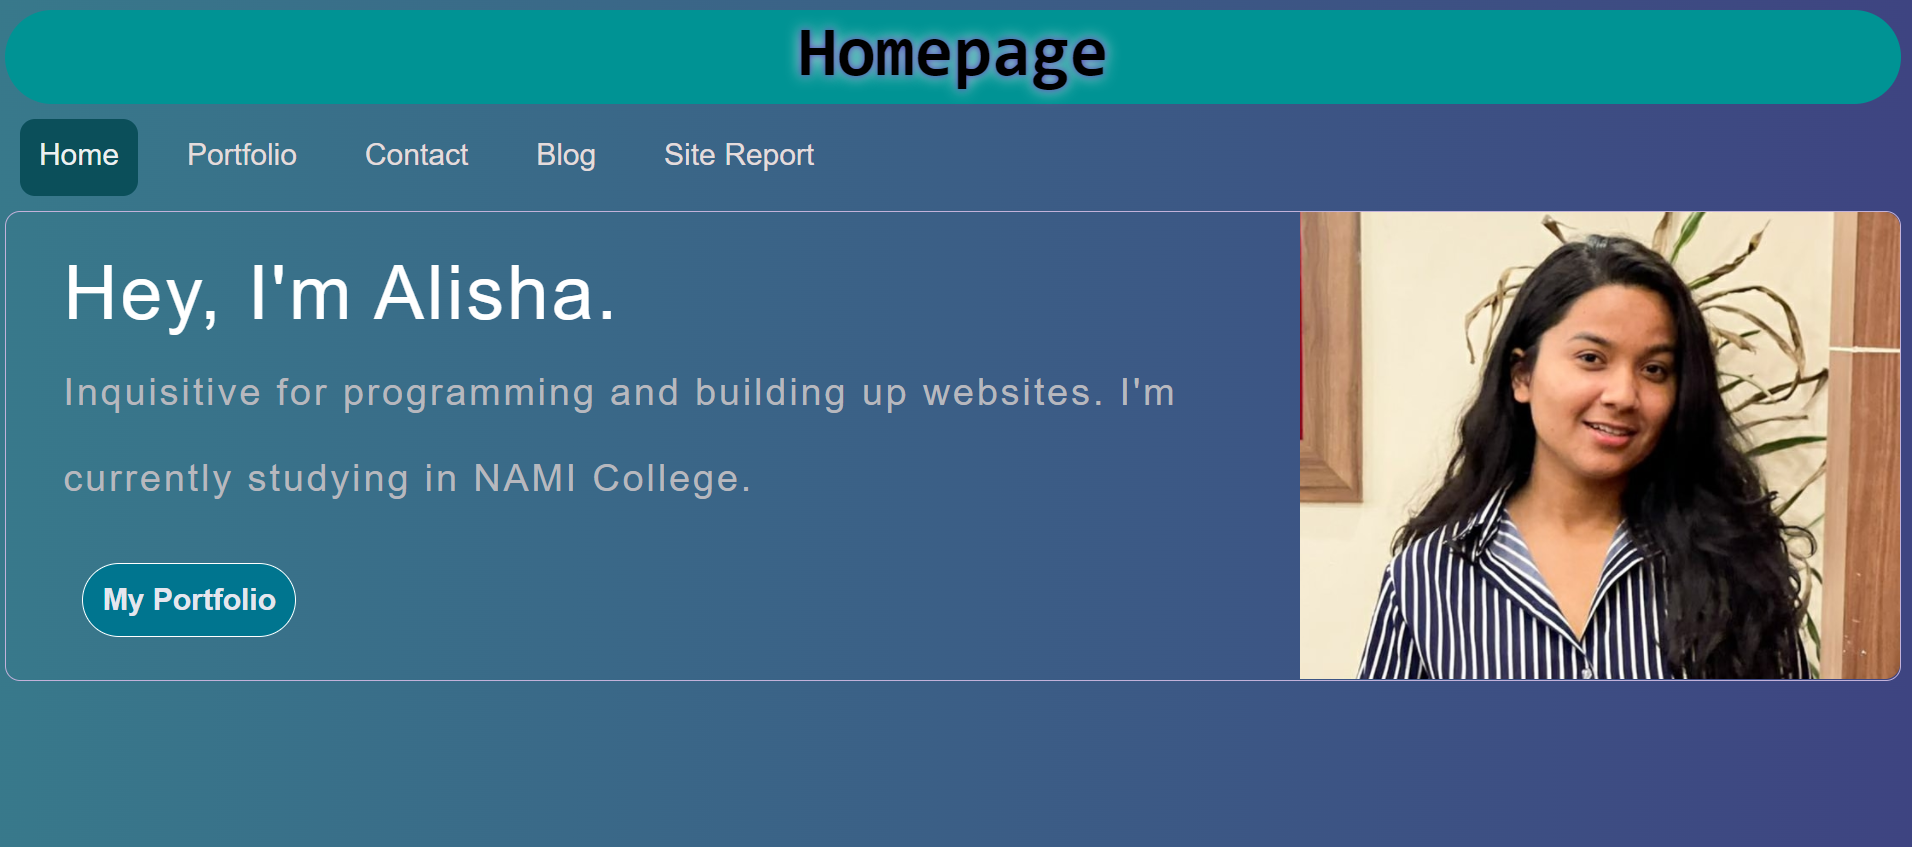 Homepage
Home Portfolio Contact Blog Site Report
Hey, I'm Alisha.
Inquisitive for programming and building up websites. I'm
currently studying in NAMI College.
My Portfolio